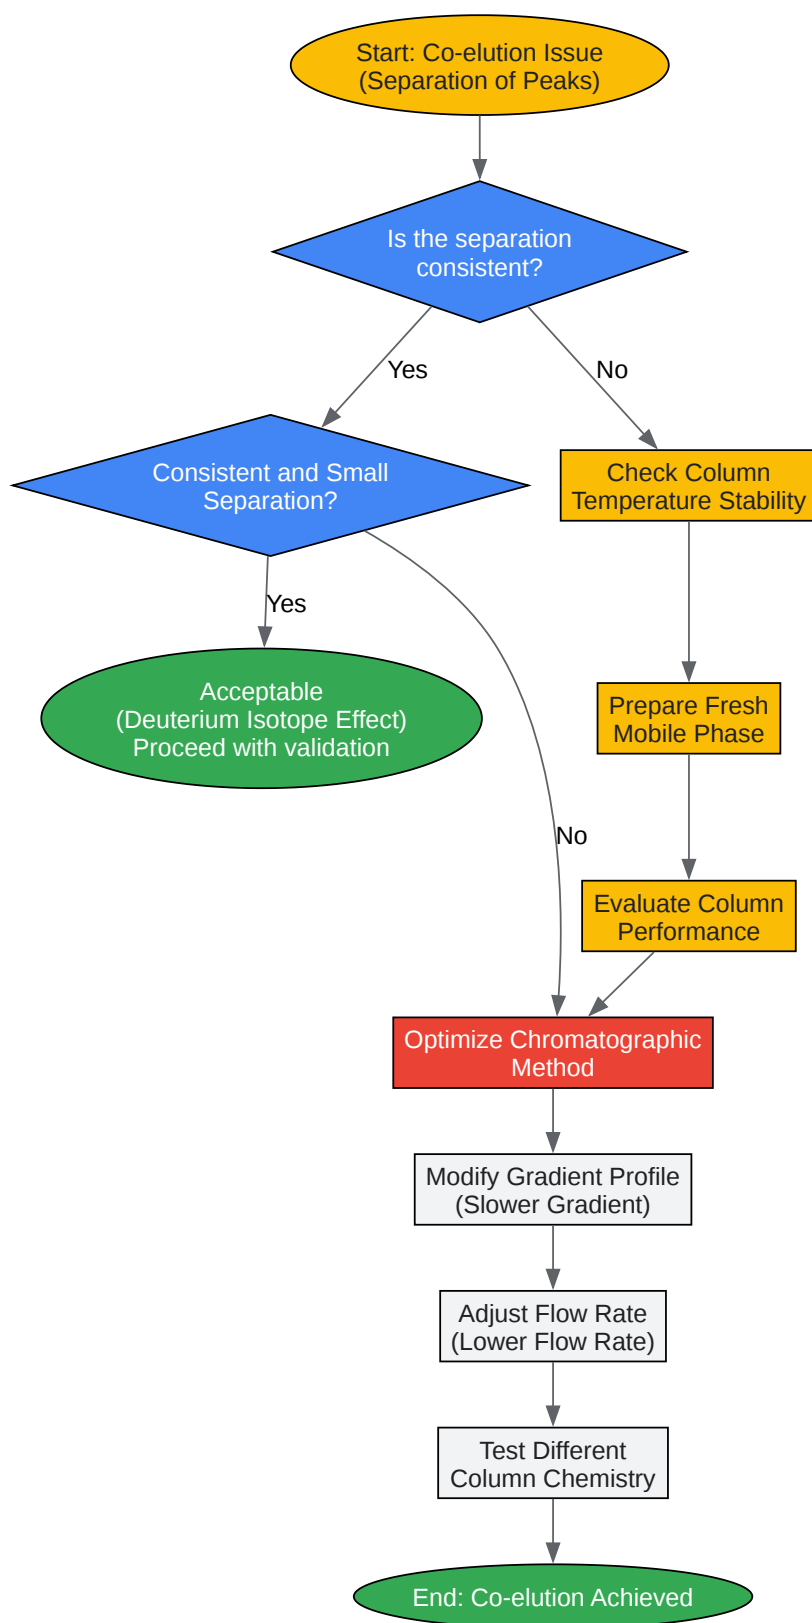 Start: Co-elution Issue
(Separation of Peaks)
Is the separation
consistent?
Yes
No
Consistent and Small
Separation?
Check Column
Temperature Stability
Yes
Acceptable
(Deuterium Isotope Effect)
Proceed with validation
Prepare Fresh
Mobile Phase
No
Evaluate Column
Performance
Optimize Chromatographic
Method
Modify Gradient Profile
(Slower Gradient)
Adjust Flow Rate
(Lower Flow Rate)
Test Different
Column Chemistry
End: Co-elution Achieved